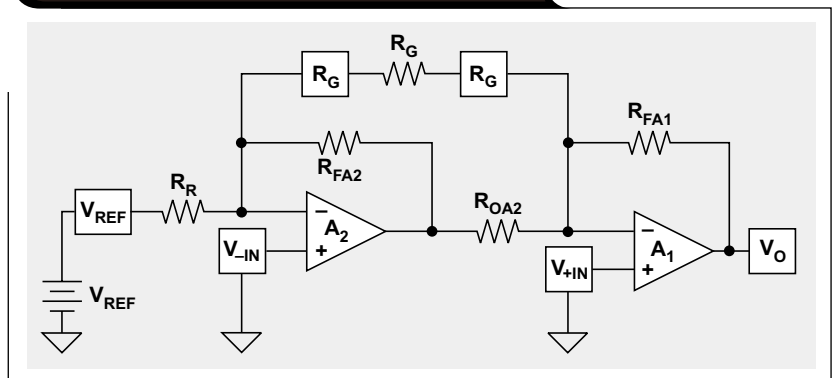 R_G
R_G
R_G
R_FA1
R_FA2
R_R
R_OA2
V_REF
V_–IN
–
+
A_2
V_+IN
–
+
A_1
V_O
V_REF